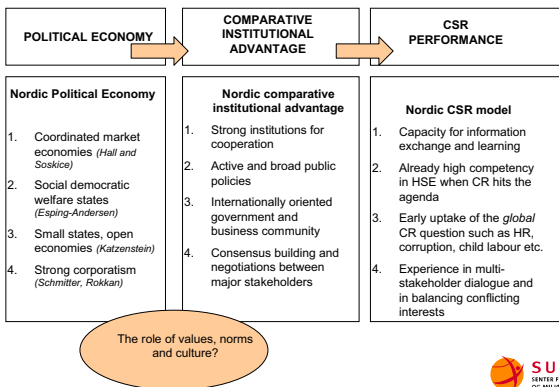 POLITICAL ECONOMY
COMPARATIVE
INSTITUTIONAL
ADVANTAGE
CSR
PERFORMANCE
Nordic Political Economy
1. Coordinated market
economies (Hall and
Soskice)
2. Social democratic
welfare states
(Esping-Andersen)
3. Small states, open
economies (Katzenstein)
4. Strong corporatism
(Schmitter, Rokkan)
Nordic comparative
institutional advantage
1. Strong institutions for
cooperation
2. Active and broad public
policies
3. Internationally oriented
government and
business community
4. Consensus building and
negotiations between
major stakeholders
Nordic CSR model
1. Capacity for information
exchange and learning
2. Already high competency
in HSE when CR hits the
agenda
3. Early uptake of the global
CR question such as HR,
corruption, child labour etc.
4. Experience in multi-
stakeholder dialogue and
in balancing conflicting
interests
The role of values, norms
and culture?
S U
SENTER F